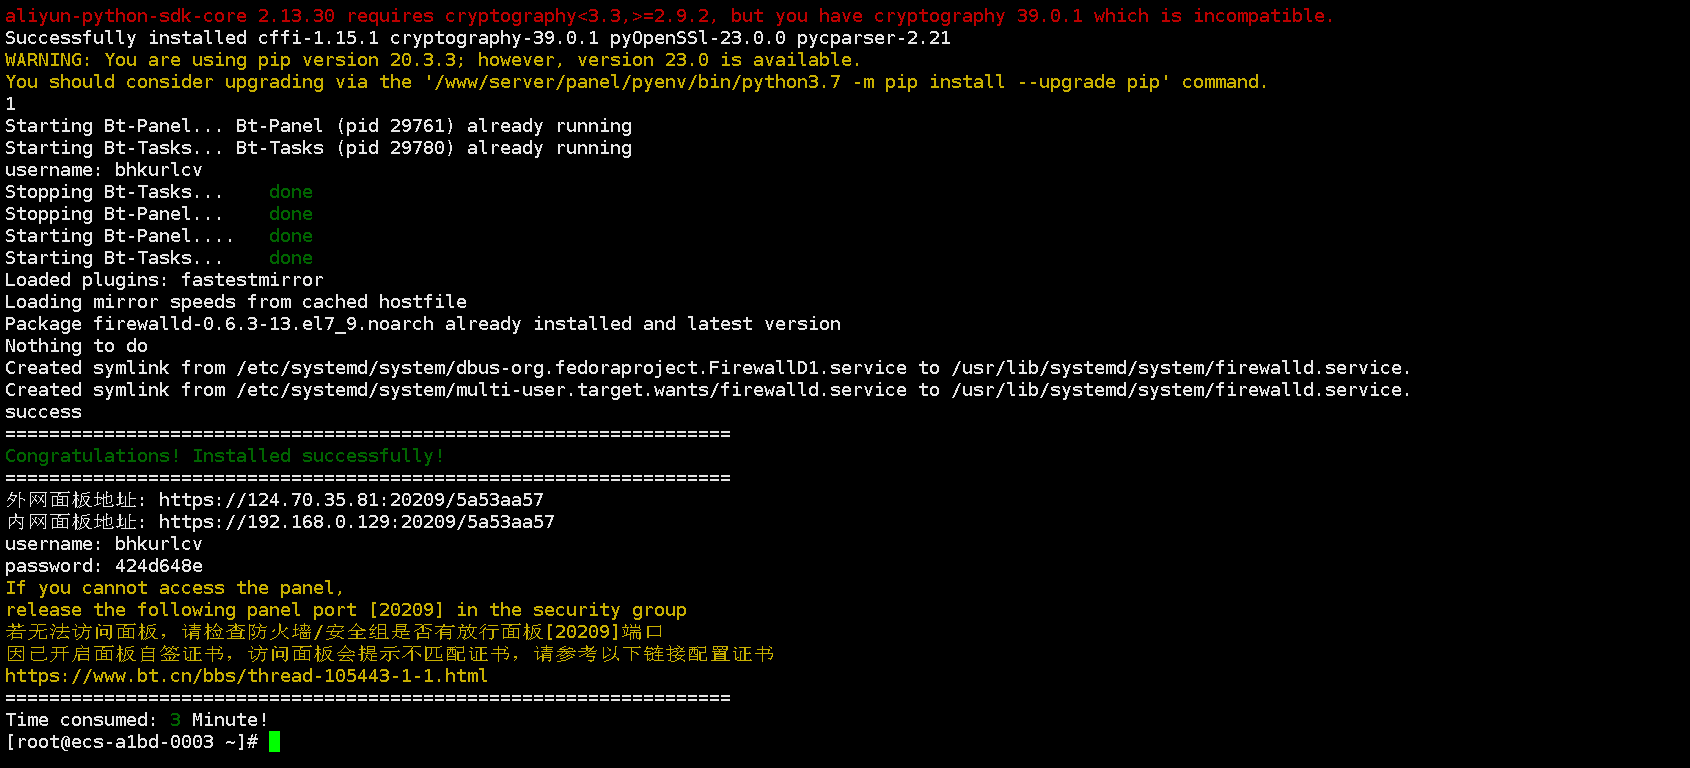 aliyun-python-sdk-core 2.13.30 requires cryptography<3.3,>=2.9.2, but you have cryptography 39.0.1 which is incompatible.
Successfully installed cffi-1.15.1 cryptography-39.0.1 pyOpenSSl-23.0.0 pycparser-2.21
WARNING: You are using pip version 20.3.3; however, version 23.0 is available.
You should consider upgrading via the '/www/server/panel/pyenv/bin/python3.7 -m pip install --upgrade pip' command.
1
Starting Bt-Panel... Bt-Panel (pid 29761) already running
Starting Bt-Tasks... Bt-Tasks (pid 29780) already running
username: bhkurlcv
Stopping Bt-Tasks...    done
Stopping Bt-Panel...    done
Starting Bt-Panel....   done
Starting Bt-Tasks...    done
Loaded plugins: fastestmirror
Loading mirror speeds from cached hostfile
Package firewalld-0.6.3-13.el7_9.noarch already installed and latest version
Nothing to do
Created symlink from /etc/systemd/system/dbus-org.fedoraproject.FirewallD1.service to /usr/lib/systemd/system/firewalld.service.
Created symlink from /etc/systemd/system/multi-user.target.wants/firewalld.service to /usr/lib/systemd/system/firewalld.service.
success
==================================================================
Congratulations! Installed successfully!
==================================================================
外网面板地址: https://124.70.35.81:20209/5a53aa57
内网面板地址: https://192.168.0.129:20209/5a53aa57
username: bhkurlcv
password: 424d648e
If you cannot access the panel,
release the following panel port [20209] in the security group
若无法访问面板，请检查防火墙/安全组是否有放行面板[20209]端口
因已开启面板自签证书，访问面板会提示不匹配证书，请参考以下链接配置证书
https://www.bt.cn/bbs/thread-105443-1-1.html
==================================================================
Time consumed: 3 Minute!
[root@ecs-a1bd-0003 ~]#